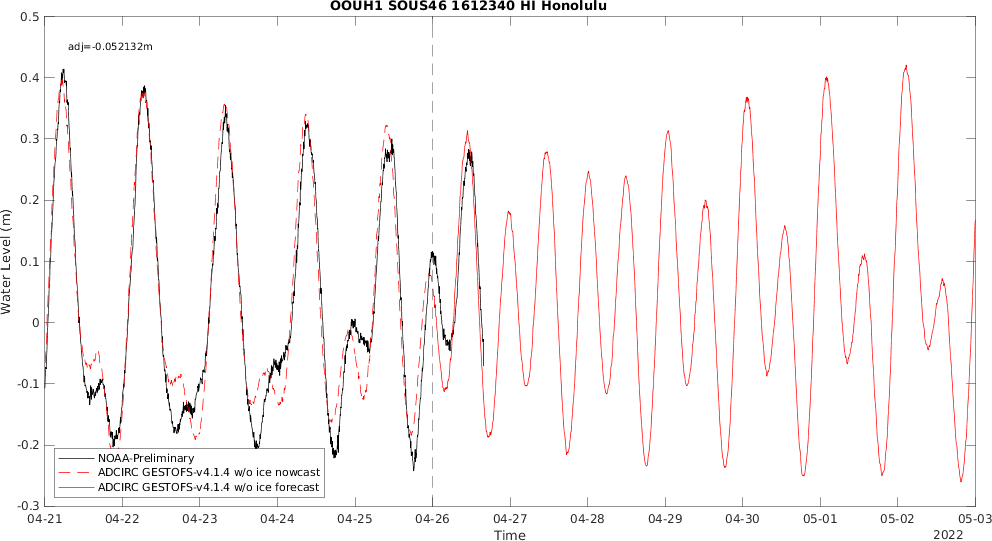 OOUH1 SOUS46 1612340 HI Honolulu
adj=-0.052132m
Water Level (m)
0.5
0.4
0.3
0.2
0.1
0
-0.1
-0.2
-0.3
NOAA-Preliminary
ADCIRC GESTOFS-v4.1.4 w/o ice nowcast
ADCIRC GESTOFS-v4.1.4 w/o ice forecast
04-21 04-22 04-23 04-24 04-25 04-26 04-27 04-28 04-29 04-30 05-01 05-02 05-03
Time
2022